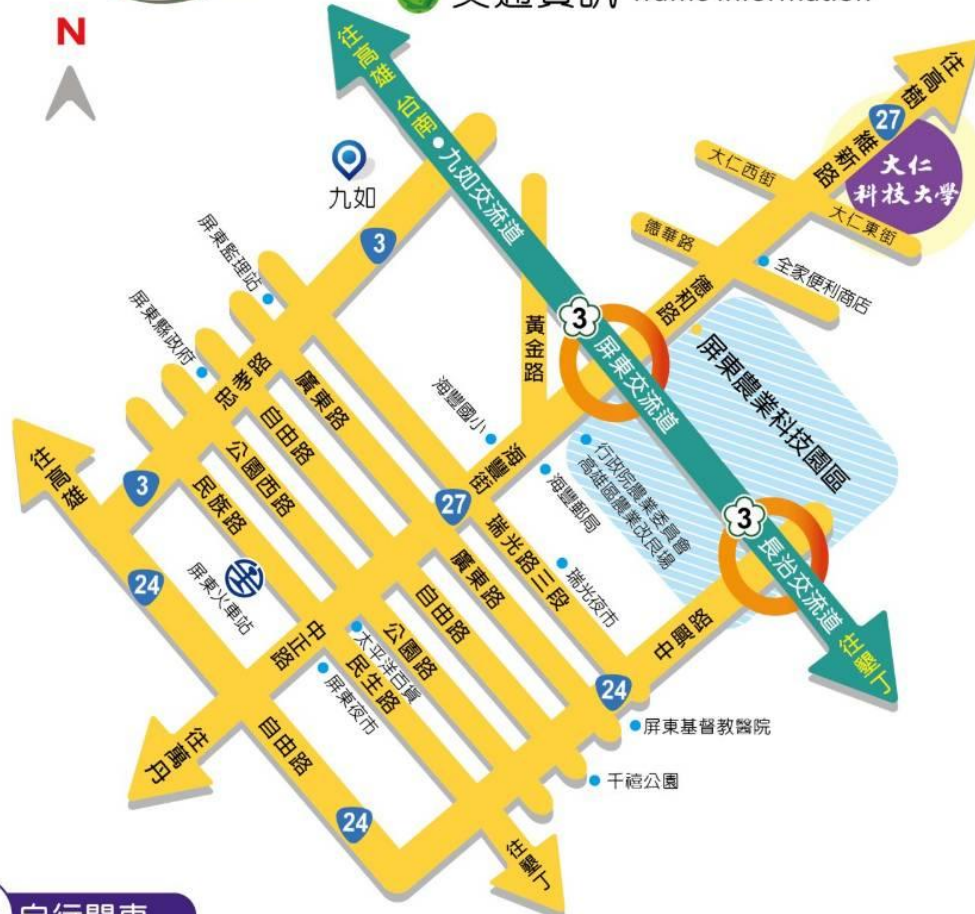 交通資訊 Traffic Information
N
往高雄 台南
九如交流道
往高樹
27
維新路
大仁
科技大學
大仁西街
大仁東街
德華路
全家便利商店
德和路
九如
3
屏東監理站
屏東縣政府
忠孝路
黃金路
3
屏東交流道
屏東農業科技園區
廣東路
自由路
公園西路
民族路
海豐國小
海豐街
海豐郵局
行政院農業委員會
高雄區農業改良場
往高雄
3
27
瑞光路三段
瑞光夜市
3
長治交流道
往墾丁
24
屏東火車站
廣東路
自由路
公園路
中正路
太平洋百貨
民生路
屏東夜市
中興路
24
屏東基督教醫院
千禧公園
往萬丹
自由路
24
往墾丁
自行開車